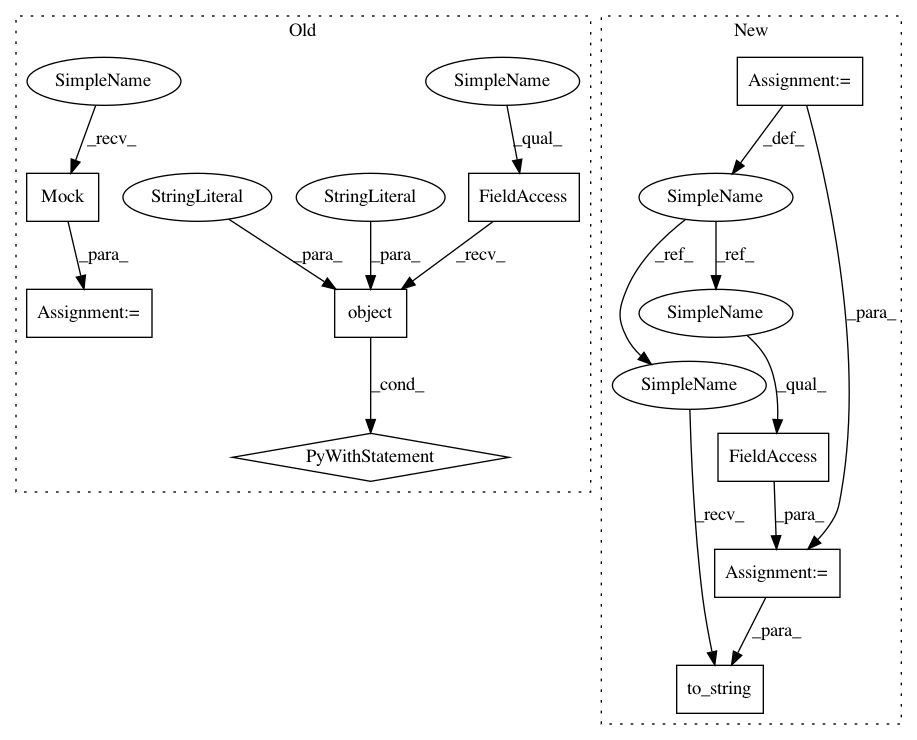 Old
New
SimpleName
SimpleName
Assignment:=
_recv_
_qual_
_def_
Mock
StringLiteral
StringLiteral
FieldAccess
SimpleName
_para_
_para_
_para_
_recv_
_ref_
_ref_
Assignment:=
object
SimpleName
_para_
SimpleName
_cond_
_qual_
PyWithStatement
FieldAccess
_recv_
_para_
Assignment:=
_para_
to_string